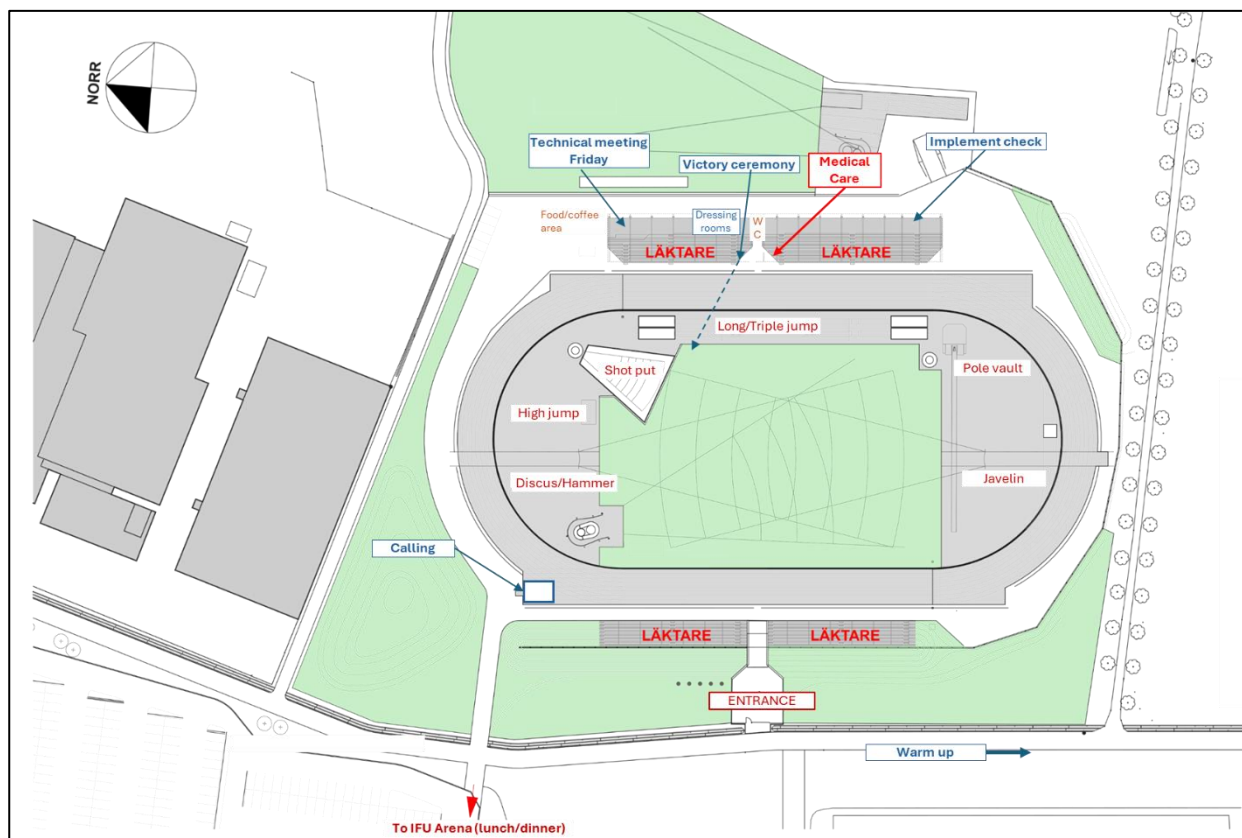 NORR
Technical meeting
Friday
Victory ceremony
Medical
Care
Implement check
Food/coffee
area
Dressing
rooms
W
C
LÄKTARE
LÄKTARE
Long/Triple jump
Shot put
Pole vault
High jump
Discus/Hammer
Javelin
Calling
LÄKTARE
LÄKTARE
ENTRANCE
Warm up
To IFU Arena (lunch/dinner)